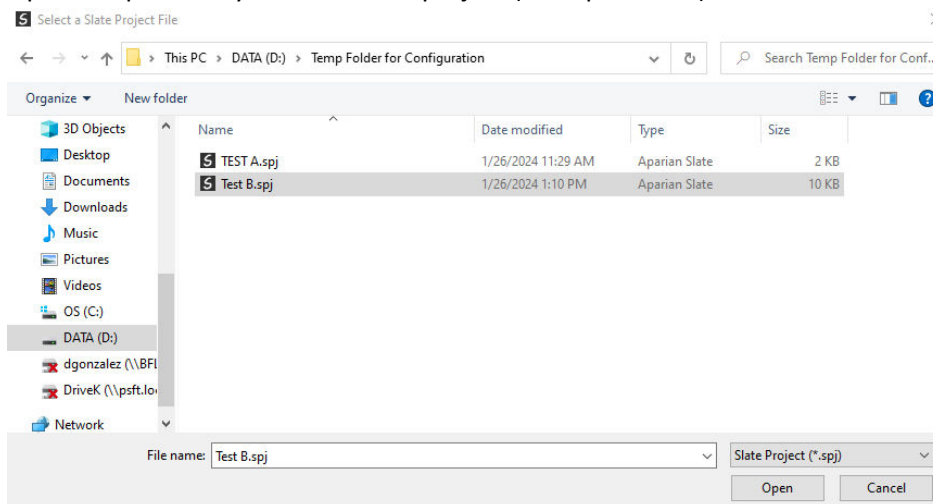 Select a Slate Project File
This PC > DATA (D:) > Temp Folder for Configuration
Search Temp Folder for Conf..
Organize New folder
Name Date modified Type Size
3D Objects
Desktop
Documents
Downloads
Music
Pictures
Videos
OS (C:)
DATA (D:)
dgonzalez (\\BFL
DriveK (\\psft.lo
Network
TEST A.spj 1/26/2024 11:29 AM Aparian Slate 2 KB
Test B.spj 1/26/2024 1:10 PM Aparian Slate 10 KB
File name: Test B.spj
Slate Project (*.spj)
Open Cancel